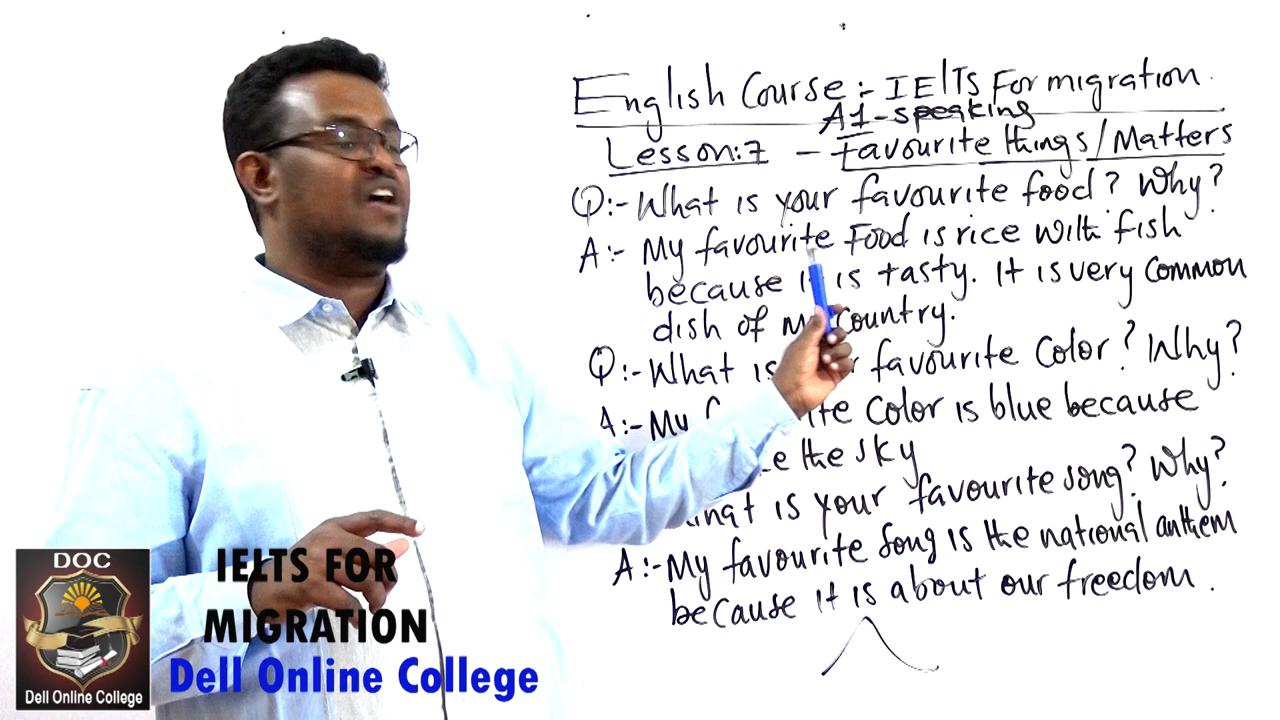 English Course:- IELTS For migration.
A1-speaking
Lesson:7 - Favourite things/Matters
Q:- What is your favourite food? Why?
A:- My favourite Food is rice with fish
because it is tasty. It is very common
dish of my country.
Q:- What is favourite Color? Why?
A:- My Color is blue because
the sky
is your favourite song? Why?
A:- My favourite song is the national anthem
because it is about our freedom.
DOC
Dell Online College
IELTS FOR
MIGRATION
Dell Online College